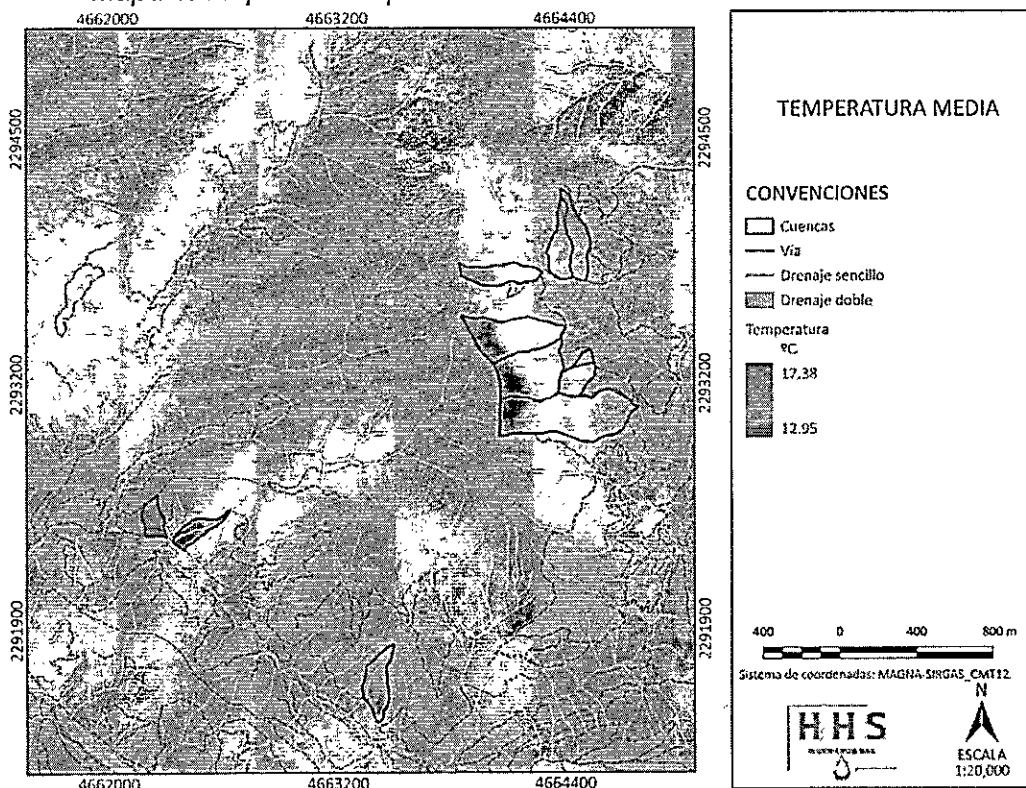 4662000 4663200 4664400
2294500 2294500
2293200 2293200
2291900 2291900
4662000 4663200 4664400
TEMPERATURA MEDIA
CONVENCIONES
Cuencas
Vía
Drenaje sencillo
Drenaje doble
Temperatura
ºC
17,38
12.95
400 0 400 800 m
Sistema de coordenadas: MAGNA-SIRGAS_CMT12
N
HHS
ESCALA
1:20,000